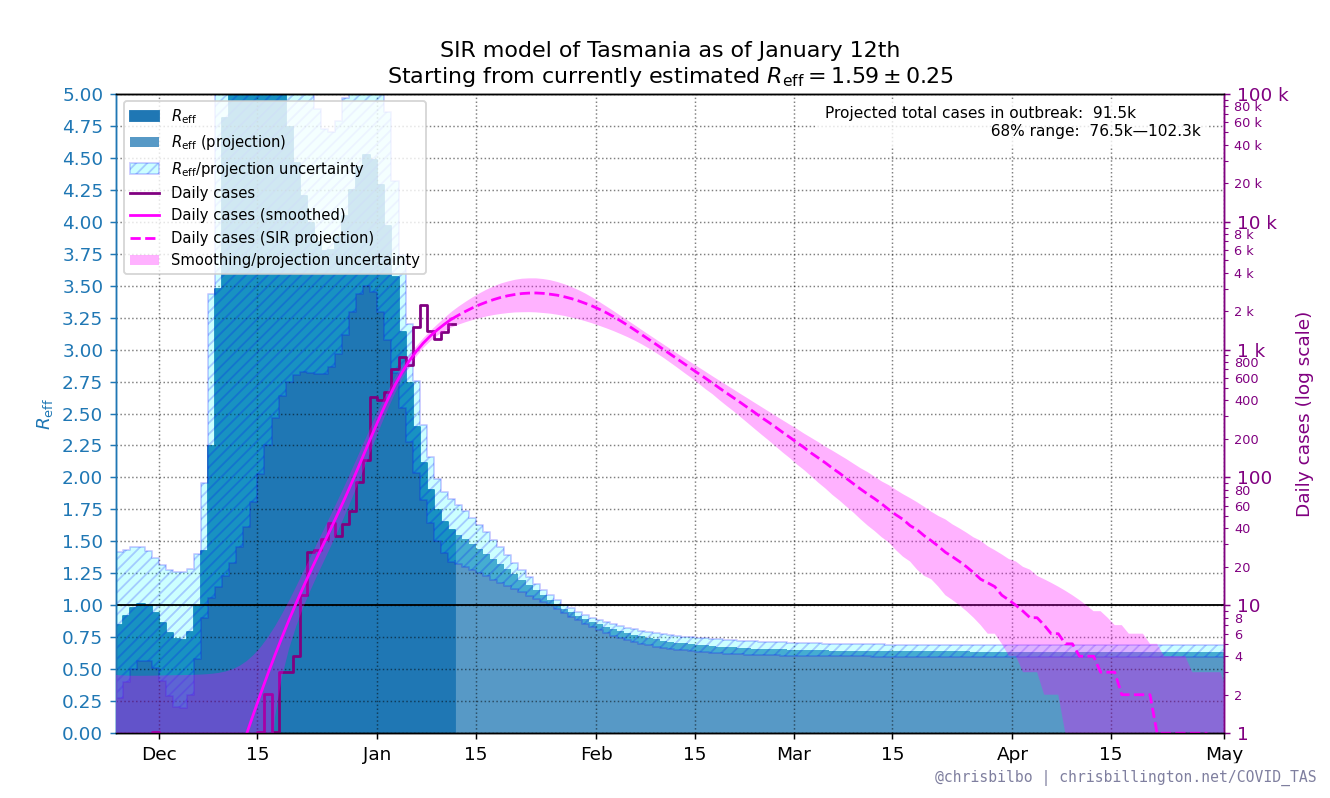 SIR model of Tasmania as of January 12th
Starting from currently estimated R_eff = 1.59 ± 0.25
Projected total cases in outbreak: 91.5k
68% range: 76.5k—102.3k
R_eff
R_eff (projection)
R_eff/projection uncertainty
Daily cases
Daily cases (smoothed)
Daily cases (SIR projection)
Smoothing/projection uncertainty
R_eff
5.00
4.75
4.50
4.25
4.00
3.75
3.50
3.25
3.00
2.75
2.50
2.25
2.00
1.75
1.50
1.25
1.00
0.75
0.50
0.25
0.00
Dec 15 Jan 15 Feb 15 Mar 15 Apr 15 May
100 k
80 k
60 k
40 k
20 k
10 k
8 k
6 k
4 k
2 k
1 k
800
600
400
200
100
80
60
40
20
10
8
6
4
2
1
Daily cases (log scale)
@chrisbilbo | chrisbillington.net/COVID_TAS